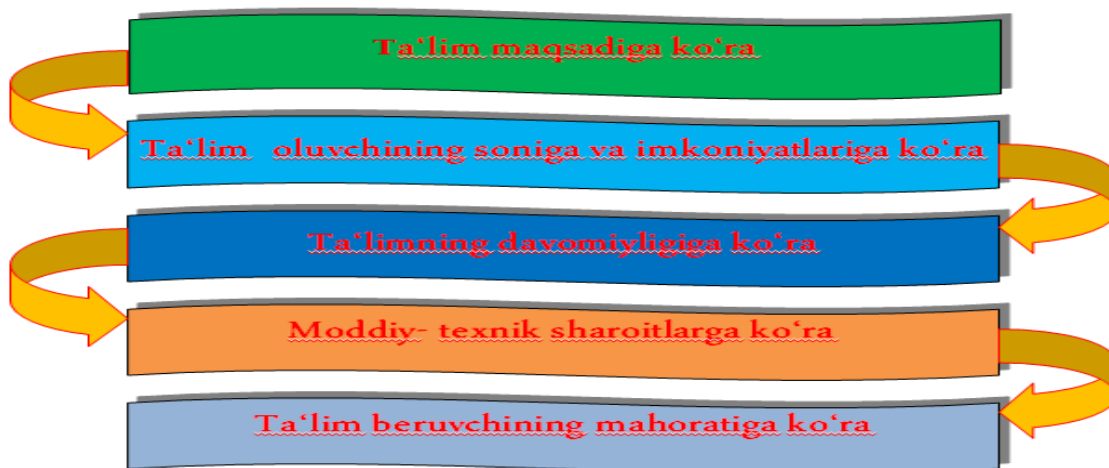 Ta‘lim maqsadiga ko‘ra
Ta‘lim oluvchining soniga va imkoniyatlariga ko‘ra
Ta‘limning davomiyligiga ko‘ra
Moddiy- texnik sharoitlarga ko‘ra
Ta‘lim beruvchining mahoratiga ko‘ra